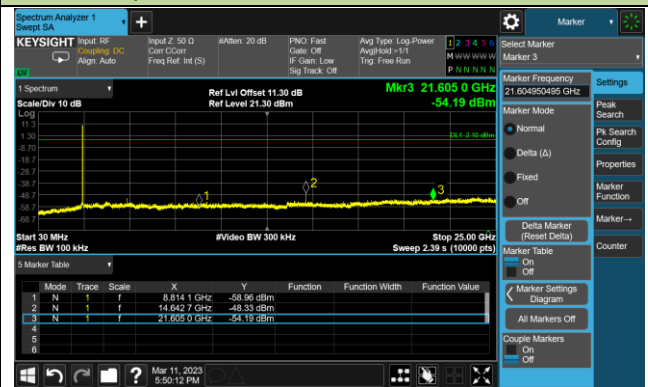 Spectrum Analyzer 1
Swept SA
Marker
KEYSIGHT
Input: RF
Coupling: DC
Align: Auto
Input Z: 50 Ω
Corr CCorr
Freq Ref: Int (S)
#Atten: 20 dB
PNO: Fast
Gate: Off
IF Gain: Low
Sig Track: Off
Avg Type: Log-Power
Avg|Hold:>1/1
Trig: Free Run
1 2 3 4 5 6
M W W W W W
P N N N N N
Select Marker
Marker 3
1 Spectrum
Scale/Div 10 dB
Log
Ref Lvl Offset 11.30 dB
Ref Level 21.30 dBm
Mkr3 21.605 0 GHz
-54.19 dBm
11.3
1.30
-8.70
-18.7
-28.7
-38.7
-48.7
-58.7
-68.7
DL1 2.10 dBm
1
2
3
Start 30 MHz
#Res BW 100 kHz
#Video BW 300 kHz
Stop 25.00 GHz
Sweep 2.39 s (10000 pts)
5 Marker Table
Mode Trace Scale X Y Function Function Width Function Value
1 N 1 f 8.814 1 GHz -58.96 dBm
2 N 1 f 14.642 7 GHz -48.33 dBm
3 N 1 f 21.605 0 GHz -54.19 dBm
4
5
6
Marker Frequency
21.604950495 GHz
Marker Mode
Normal
Delta (Δ)
Fixed
Off
Delta Marker
(Reset Delta)
Marker Table
On
Off
Marker Settings
Diagram
All Markers Off
Couple Markers
On
Off
Settings
Peak
Search
Pk Search
Config
Properties
Marker
Function
Marker→
Counter
Mar 11, 2023
5:50:12 PM